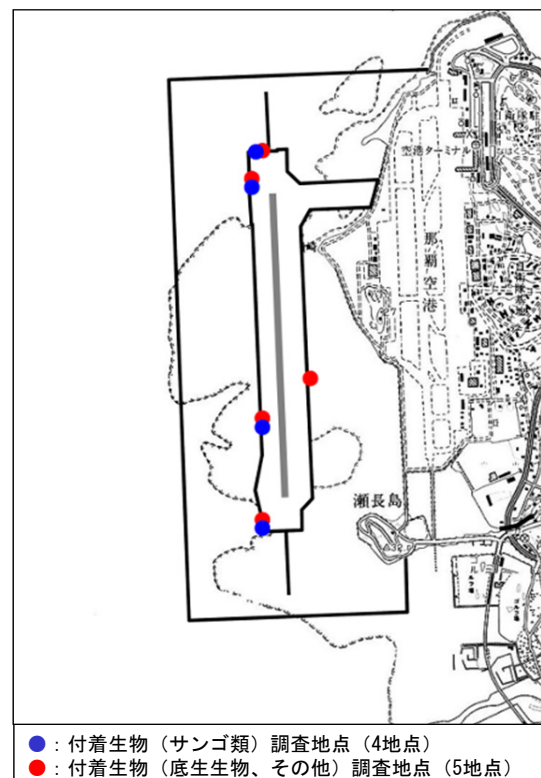 空港ターミナル
那覇空港
瀬長島
● : 付着生物（サンゴ類）調査地点（4地点）
● : 付着生物（底生生物、その他）調査地点（5地点）